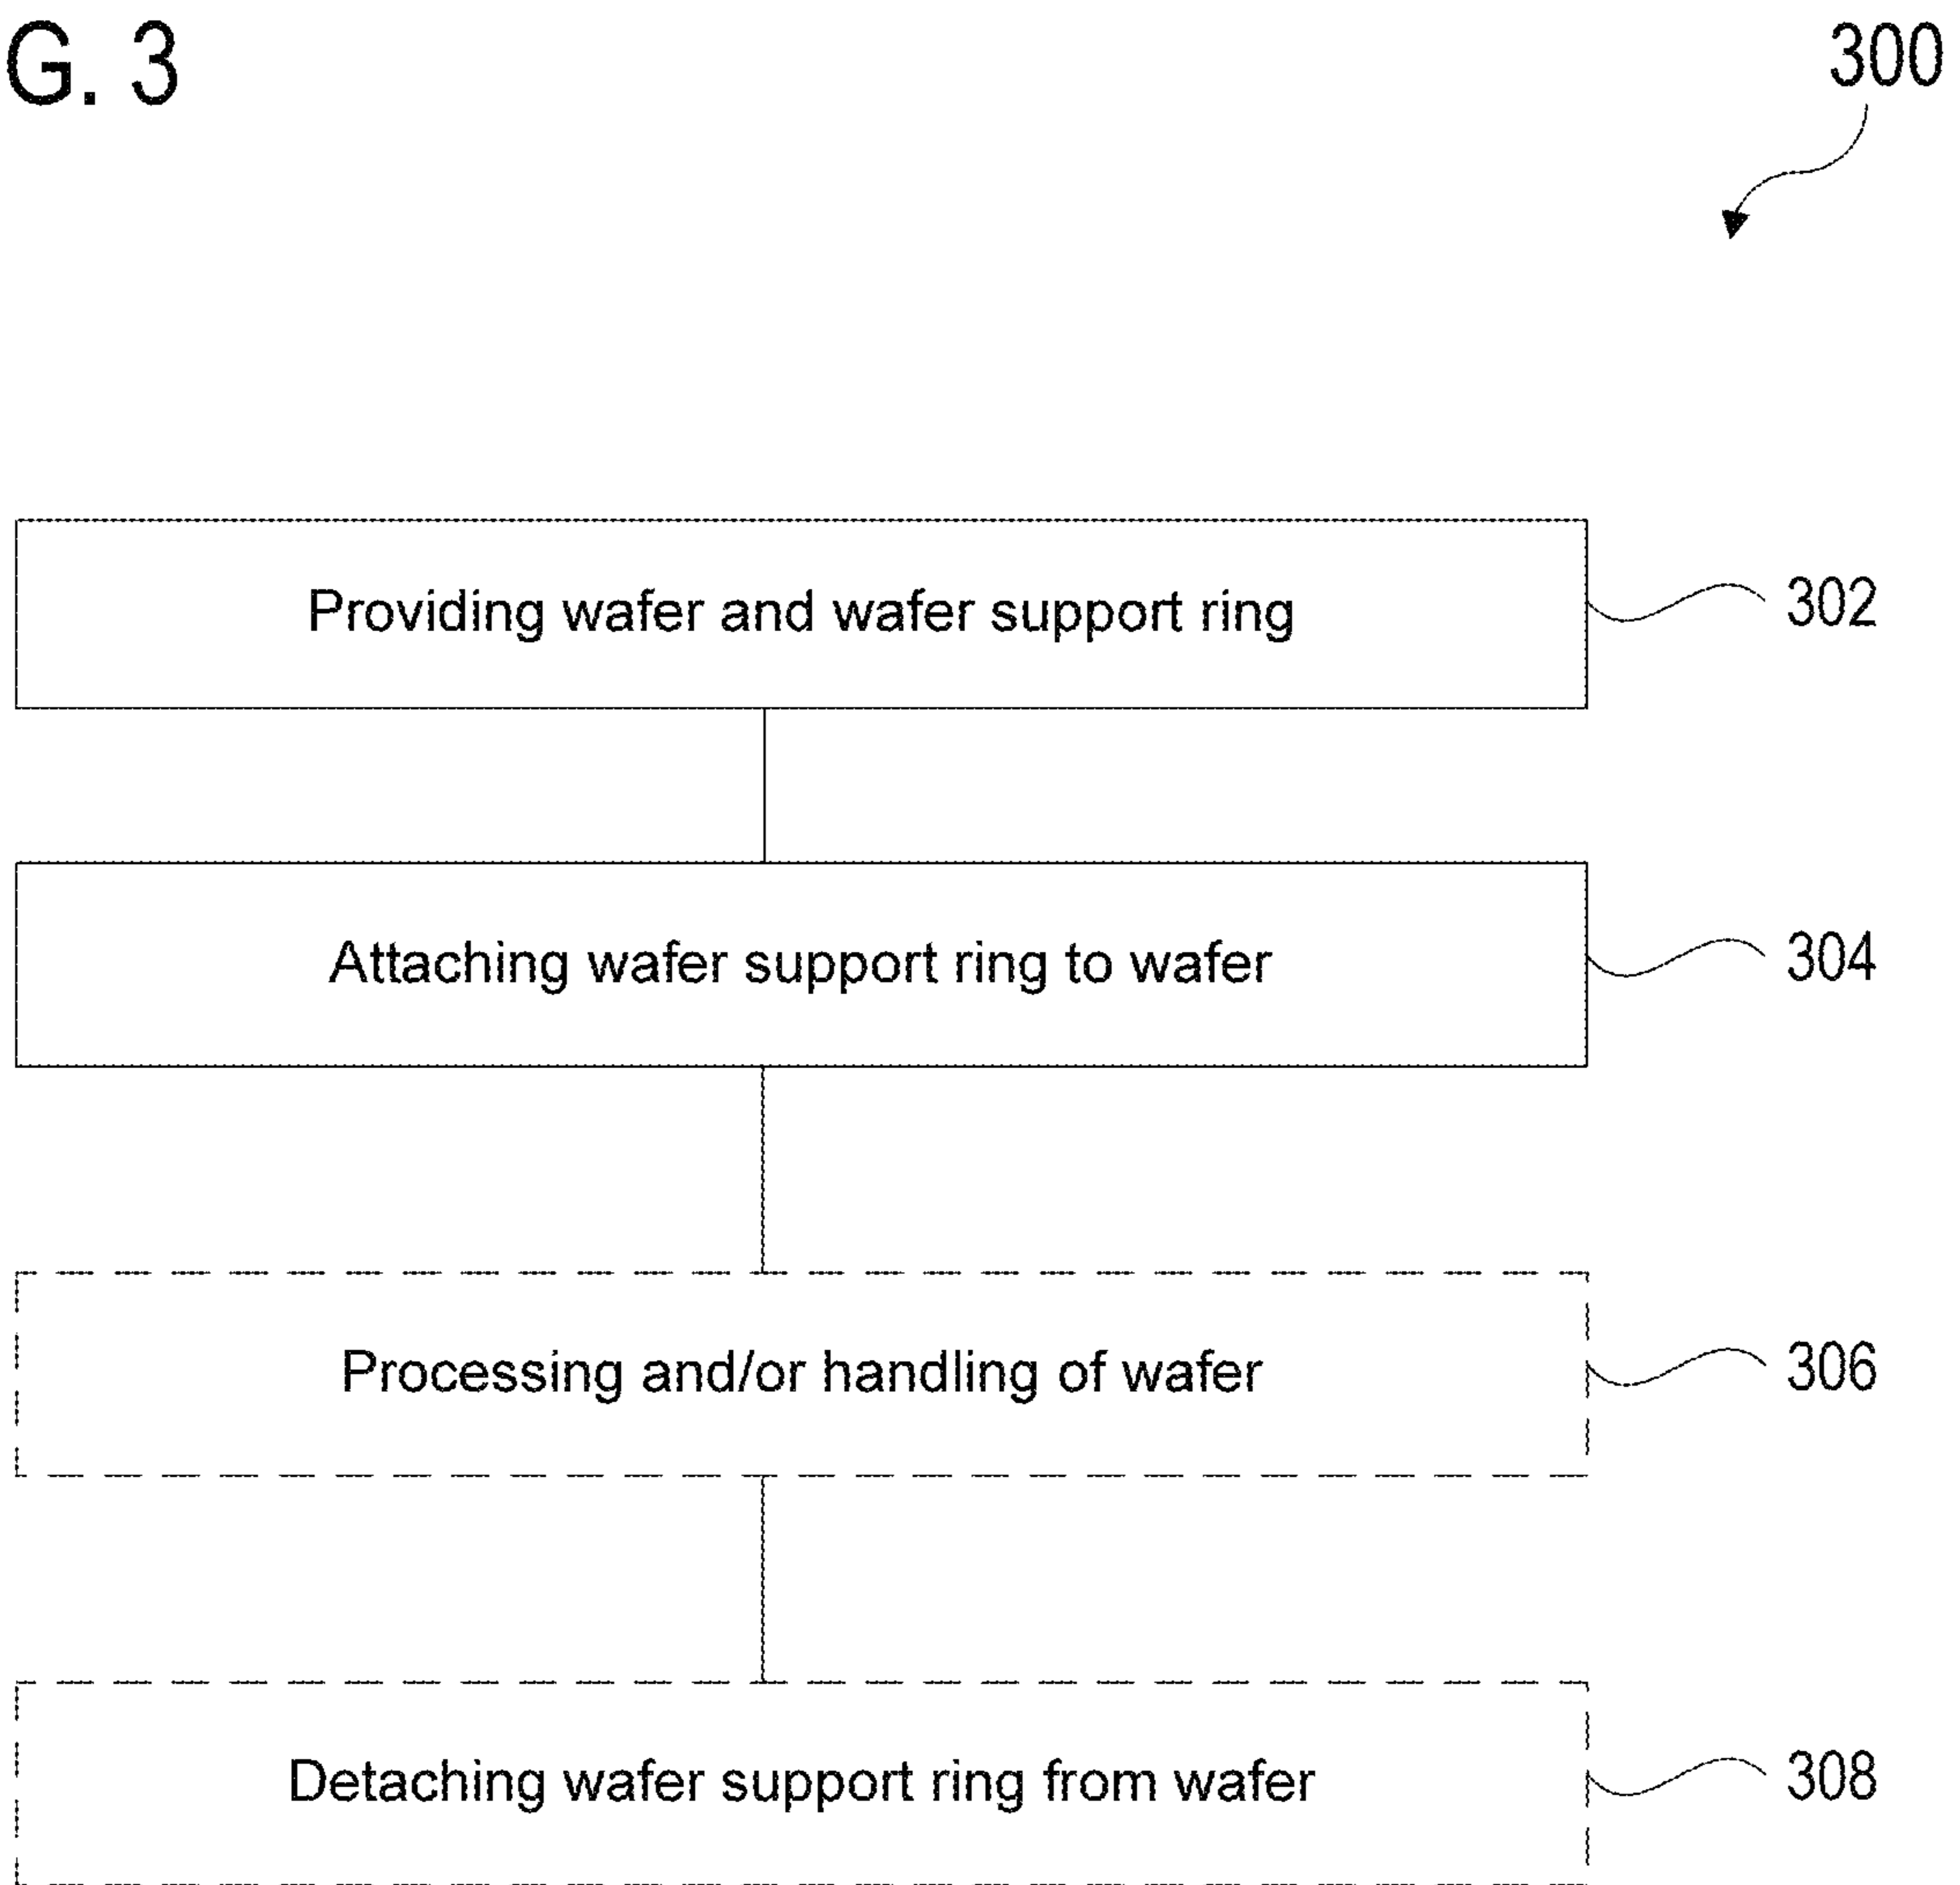 G. 3
300
Providing wafer and wafer support ring
302
Attaching wafer support ring to wafer
304
Processing and/or handling of wafer
306
Detaching wafer support ring from wafer
308